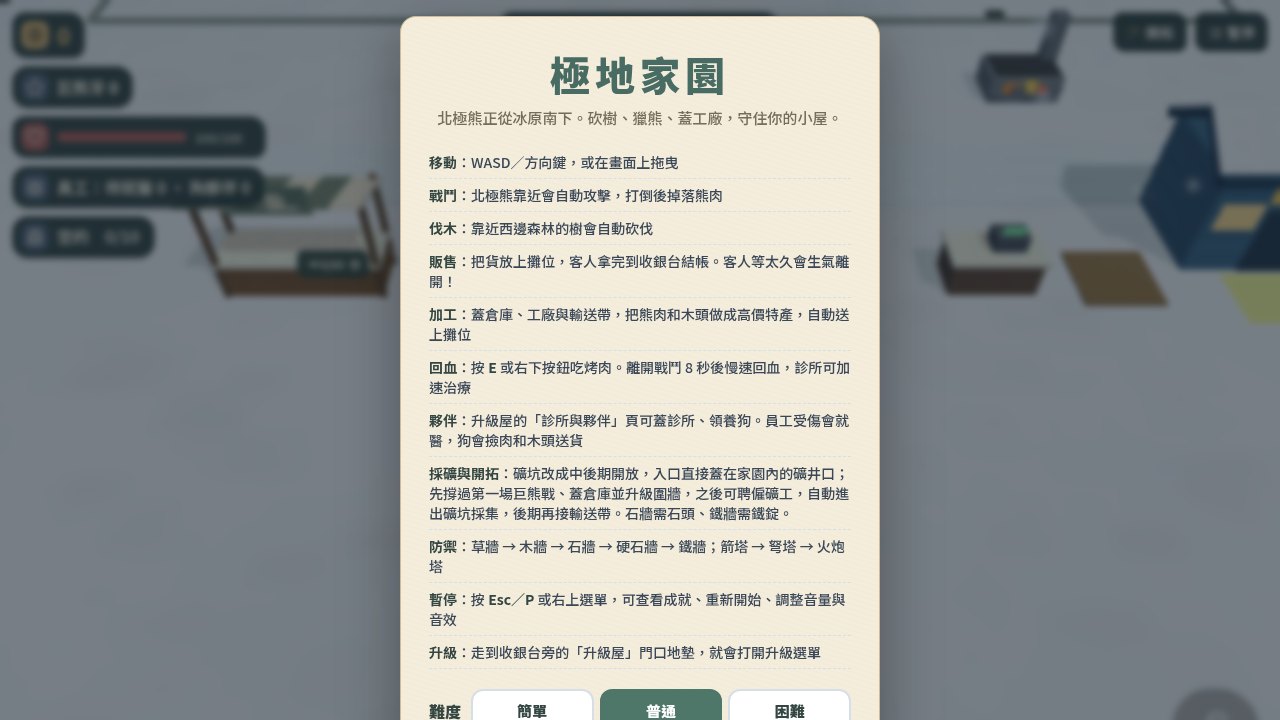 極地家園
北極熊正從冰原南下。砍樹、獵熊、蓋工廠，守住你的小屋。
移動：WASD／方向鍵，或在畫面上拖曳
戰鬥：北極熊靠近會自動攻擊，打倒後掉落熊肉
伐木：靠近西邊森林的樹會自動砍伐
販售：把貨放上攤位，客人拿完到收銀台結帳。客人等太久會生氣離
開！
加工：蓋倉庫、工廠與輸送帶，把熊肉和木頭做成高價特產，自動送
上攤位
回血：按 E 或右下按鈕吃烤肉。離開戰鬥 8 秒後慢速回血，診所可加
速治療
夥伴：升級屋的「診所與夥伴」頁可蓋診所、領養狗。員工受傷會就
醫，狗會撿肉和木頭送貨
採礦與開拓：礦坑改成中後期開放，入口直接蓋在家園內的礦井口；
先撐過第一場巨熊戰、蓋倉庫並升級圍牆，之後可聘僱礦工，自動進
出礦坑採集，後期再接輸送帶。石牆需石頭、鐵牆需鐵錠。
防禦：草牆 → 木牆 → 石牆 → 硬石牆 → 鐵牆；箭塔 → 弩塔 → 火炮
塔
暫停：按 Esc／P 或右上選單，可查看成就、重新開始、調整音量與
音效
升級：走到收銀台旁的「升級屋」門口地墊，就會打開升級選單
難度 簡單 普通 困難